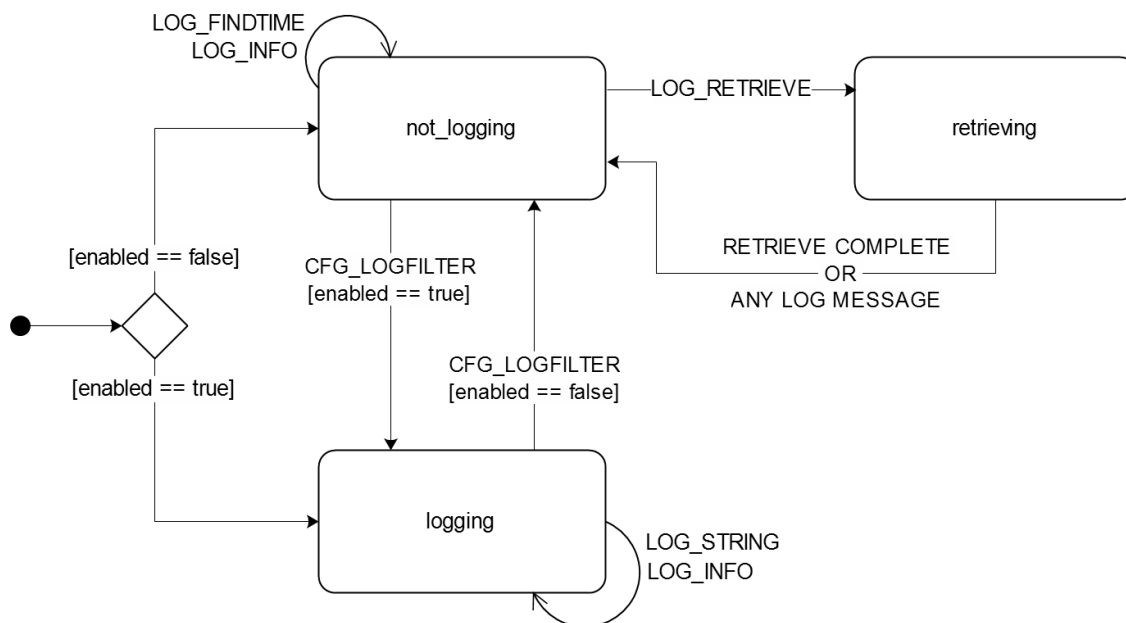 LOG_FINDTIME
LOG_INFO
not_logging
LOG_RETRIEVE
retrieving
[enabled == false]
CFG_LOGFILTER
[enabled == true]
RETRIEVE COMPLETE
OR
ANY LOG MESSAGE
[enabled == true]
CFG_LOGFILTER
[enabled == false]
logging
LOG_STRING
LOG_INFO